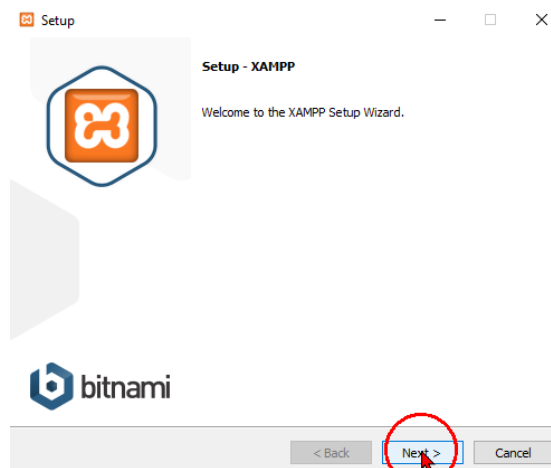 Setup
Setup - XAMPP
Welcome to the XAMPP Setup Wizard.
bitnami
< Back
Next >
Cancel